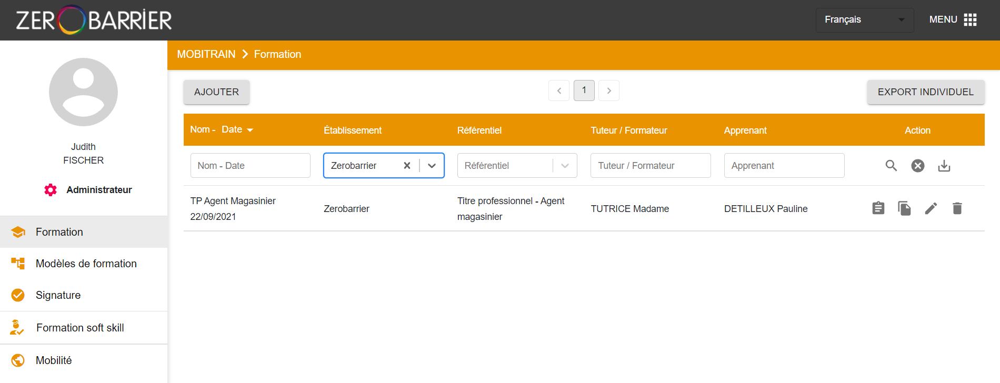 ZEROBARRIER
Français
MENU
MOBITRAIN > Formation
Judith
FISCHER
Administrateur
Formation
Modèles de formation
Signature
Formation soft skill
Mobilité
AJOUTER
1
EXPORT INDIVIDUEL
Nom - Date
Établissement
Référentiel
Tuteur / Formateur
Apprenant
Action
Nom - Date
Zerobarrier
Référentiel
Tuteur / Formateur
Apprenant
TP Agent Magasinier
22/09/2021
Zerobarrier
Titre professionnel - Agent
magasinier
TUTRICE Madame
DETILLEUX Pauline